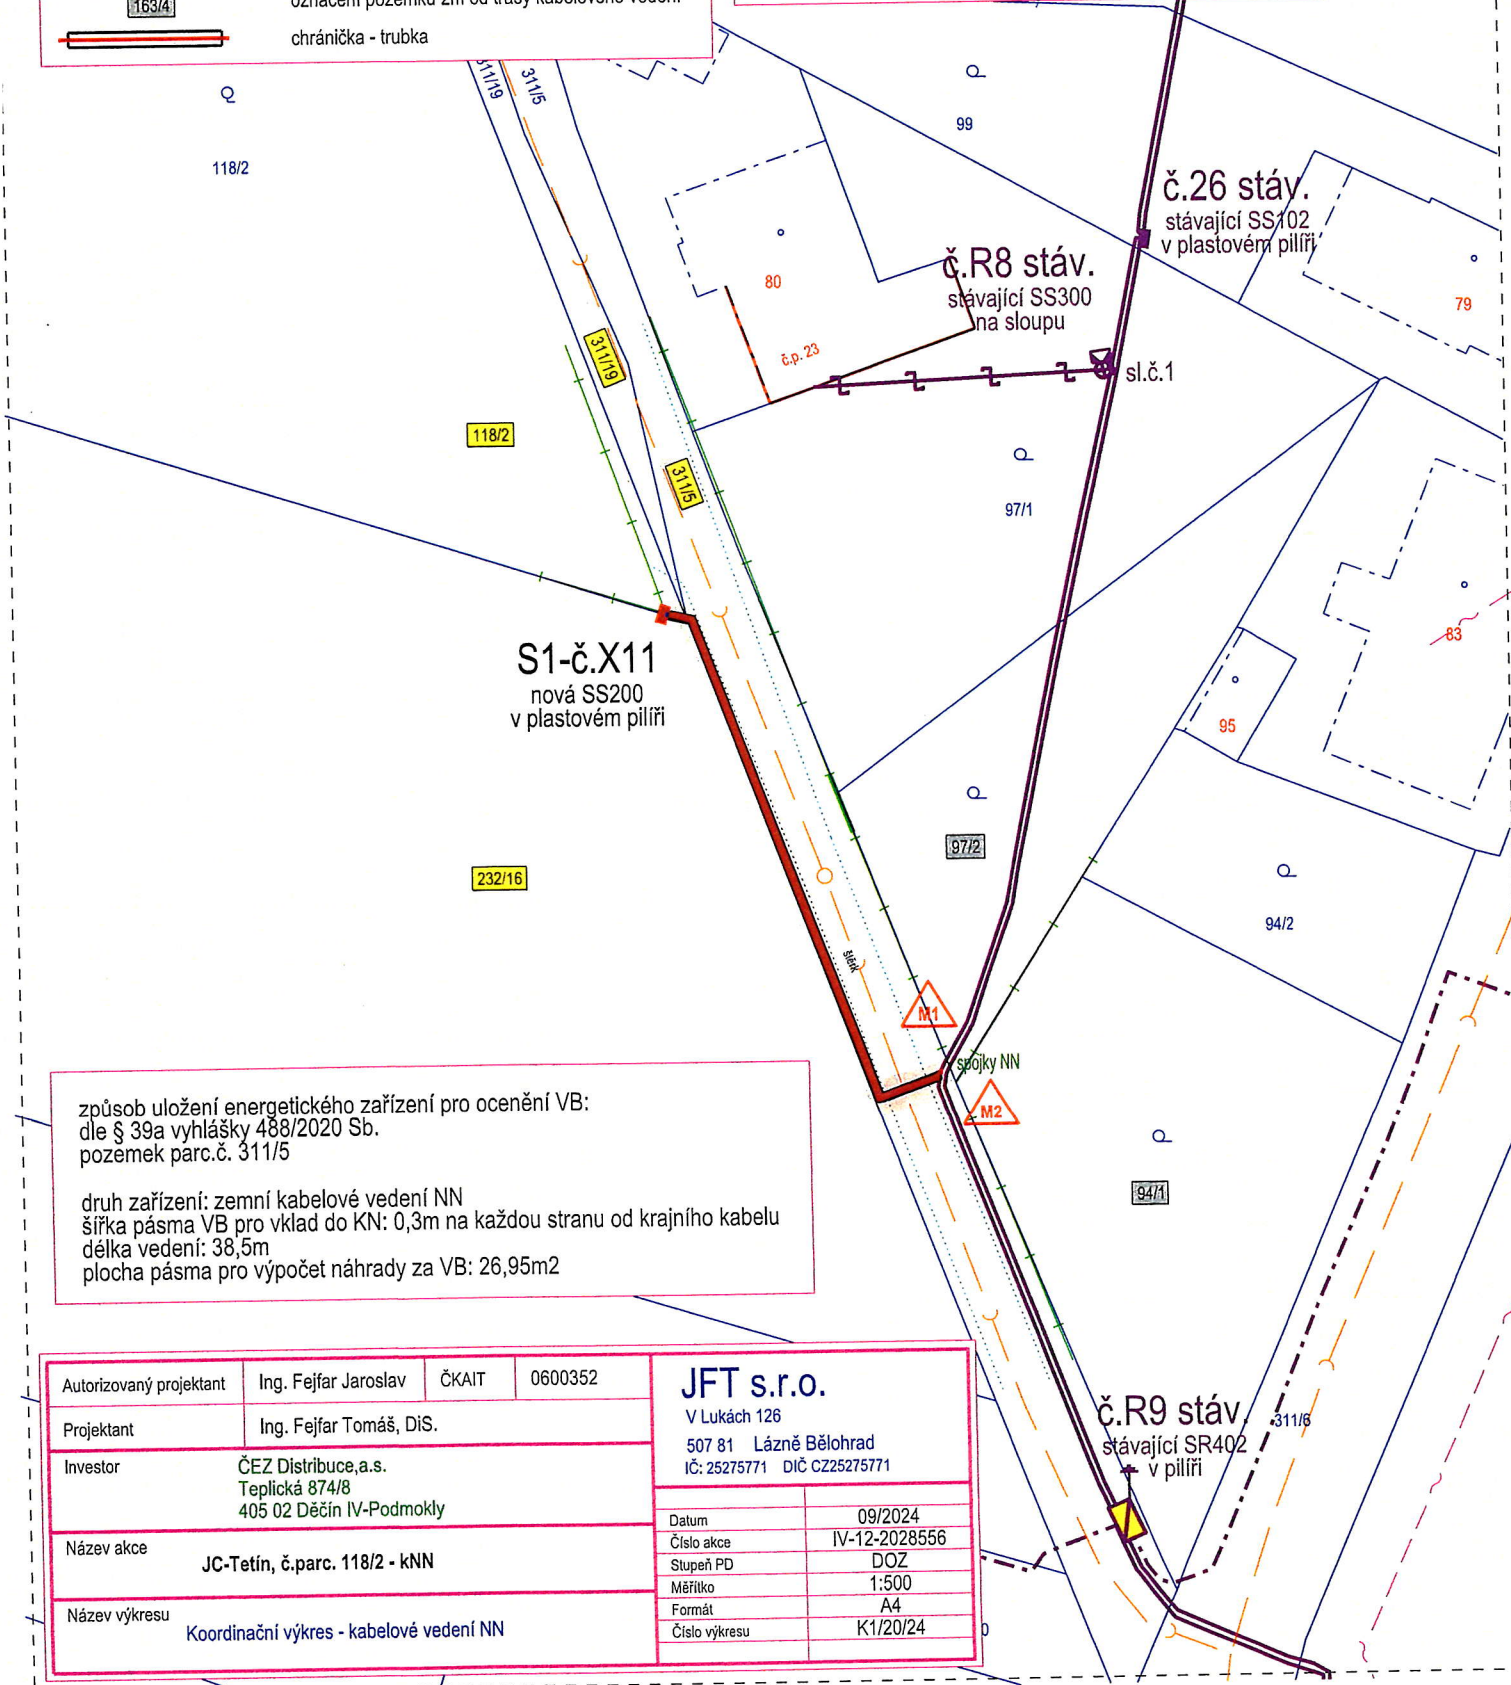 163/4
označení pozemků 2m od trasy kabelového vedení
chránička - trubka
311/19
311/5
118/2
99
č.26 stáv.
stávající SS102
v plastovém pilíři
č.R8 stáv.
stávající SS300
na sloupu
80
79
č.p. 23
311/19
sl.č.1
118/2
311/5
97/1
83
S1-č.X11
nová SS200
v plastovém pilíři
95
97/2
232/16
94/2
štěrk
M1
spojky NN
M2
94/1
způsob uložení energetického zařízení pro ocenění VB:
dle § 39a vyhlášky 488/2020 Sb.
pozemek parc.č. 311/5
druh zařízení: zemní kabelové vedení NN
šířka pásma VB pro vklad do KN: 0,3m na každou stranu od krajního kabelu
délka vedení: 38,5m
plocha pásma pro výpočet náhrady za VB: 26,95m2
č.R9 stáv.
stávající SR402
v pilíři
311/6
Autorizovaný projektant Ing. Fejfar Jaroslav ČKAIT 0600352
Projektant Ing. Fejfar Tomáš, DiS.
Investor ČEZ Distribuce,a.s.
Teplická 874/8
405 02 Děčín IV-Podmokly
Název akce
JC-Tetín, č.parc. 118/2 - kNN
Název výkresu
Koordinační výkres - kabelové vedení NN
JFT s.r.o.
V Lukách 126
507 81 Lázně Bělohrad
IČ: 25275771 DIČ CZ25275771
Datum 09/2024
Číslo akce IV-12-2028556
Stupeň PD DOZ
Měřítko 1:500
Formát A4
Číslo výkresu K1/20/24